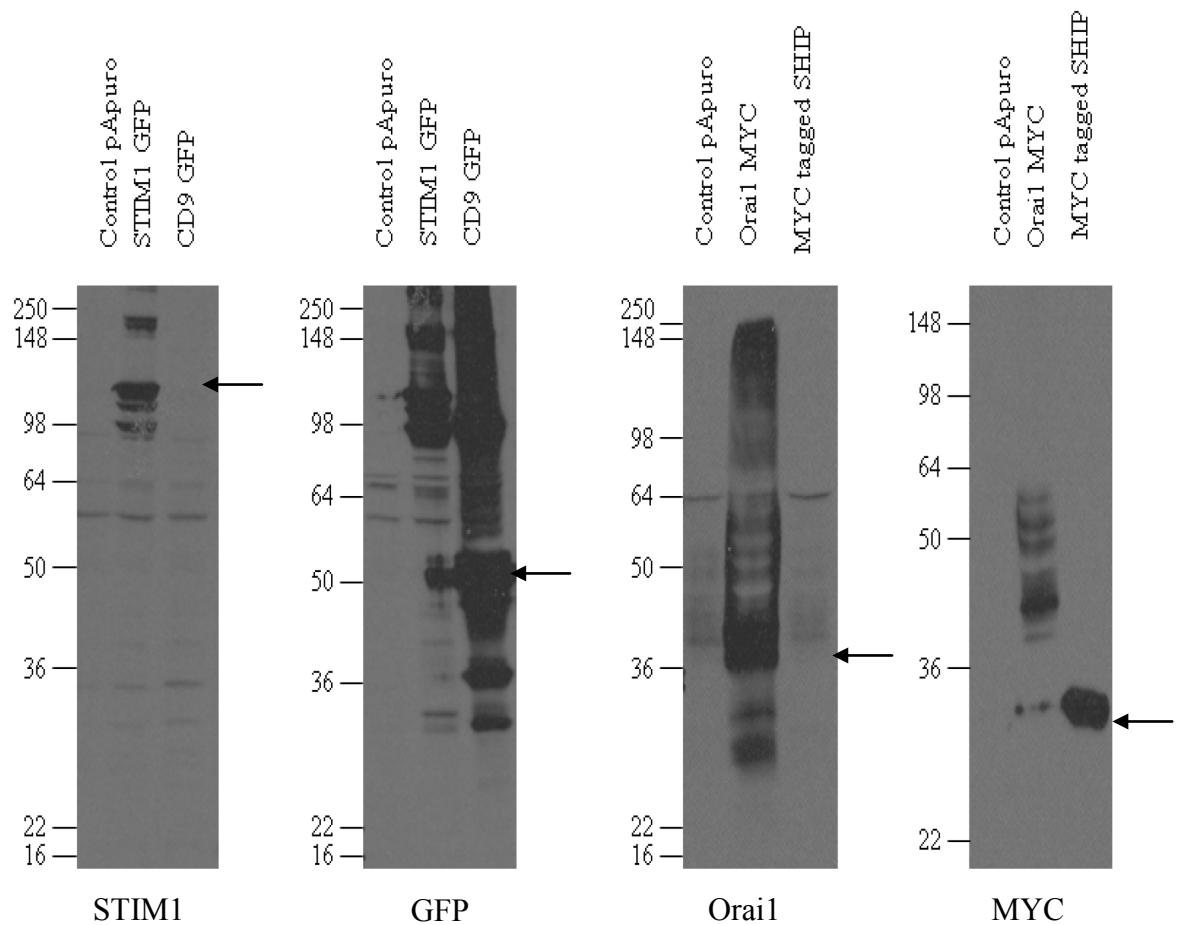 Control pApuro
STIM1 GFP
CD9 GFP
250
148
98
64
50
36
22
16
STIM1
Control pApuro
STIM1 GFP
CD9 GFP
250
148
98
64
50
36
22
16
GFP
Control pApuro
Orai1 MYC
MYC tagged SHIP
250
148
98
64
50
36
22
16
Orai1
Control pApuro
Orai1 MYC
MYC tagged SHIP
148
98
64
50
36
22
MYC